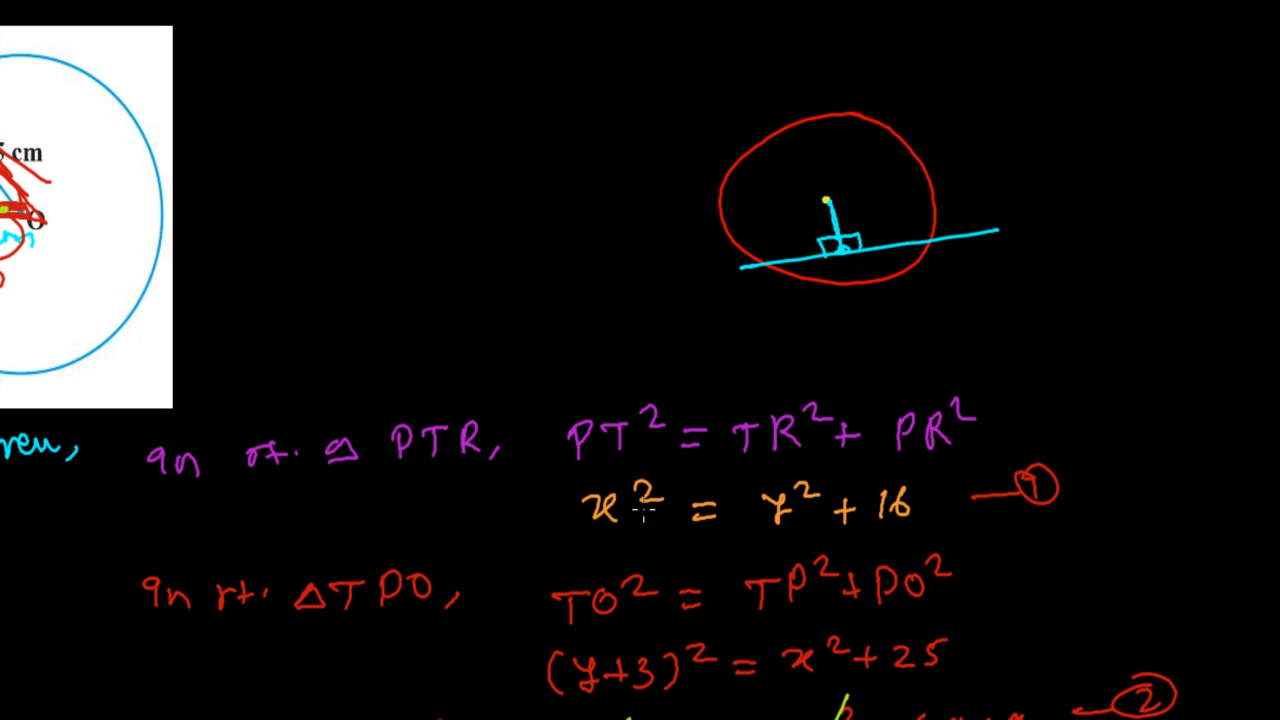 5 cm
O
ren,
In rt. Δ PTR, PT² = TR² + PR²
x² = y² + 16 1
In rt. Δ TPO, TO² = TP² + PO²
(y+3)² = x² + 25
2